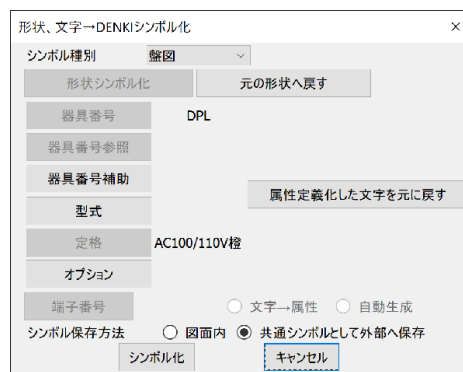 形状、文字→DENKIシンボル化 ×
シンボル種別 盤図
形状シンボル化 元の形状へ戻す
器具番号 DPL
器具番号参照
器具番号補助
属性定義化した文字を元に戻す
型式
定格 AC100/110V橙
オプション
端子番号 文字→属性 自動生成
シンボル保存方法 図面内 共通シンボルとして外部へ保存
シンボル化 キャンセル